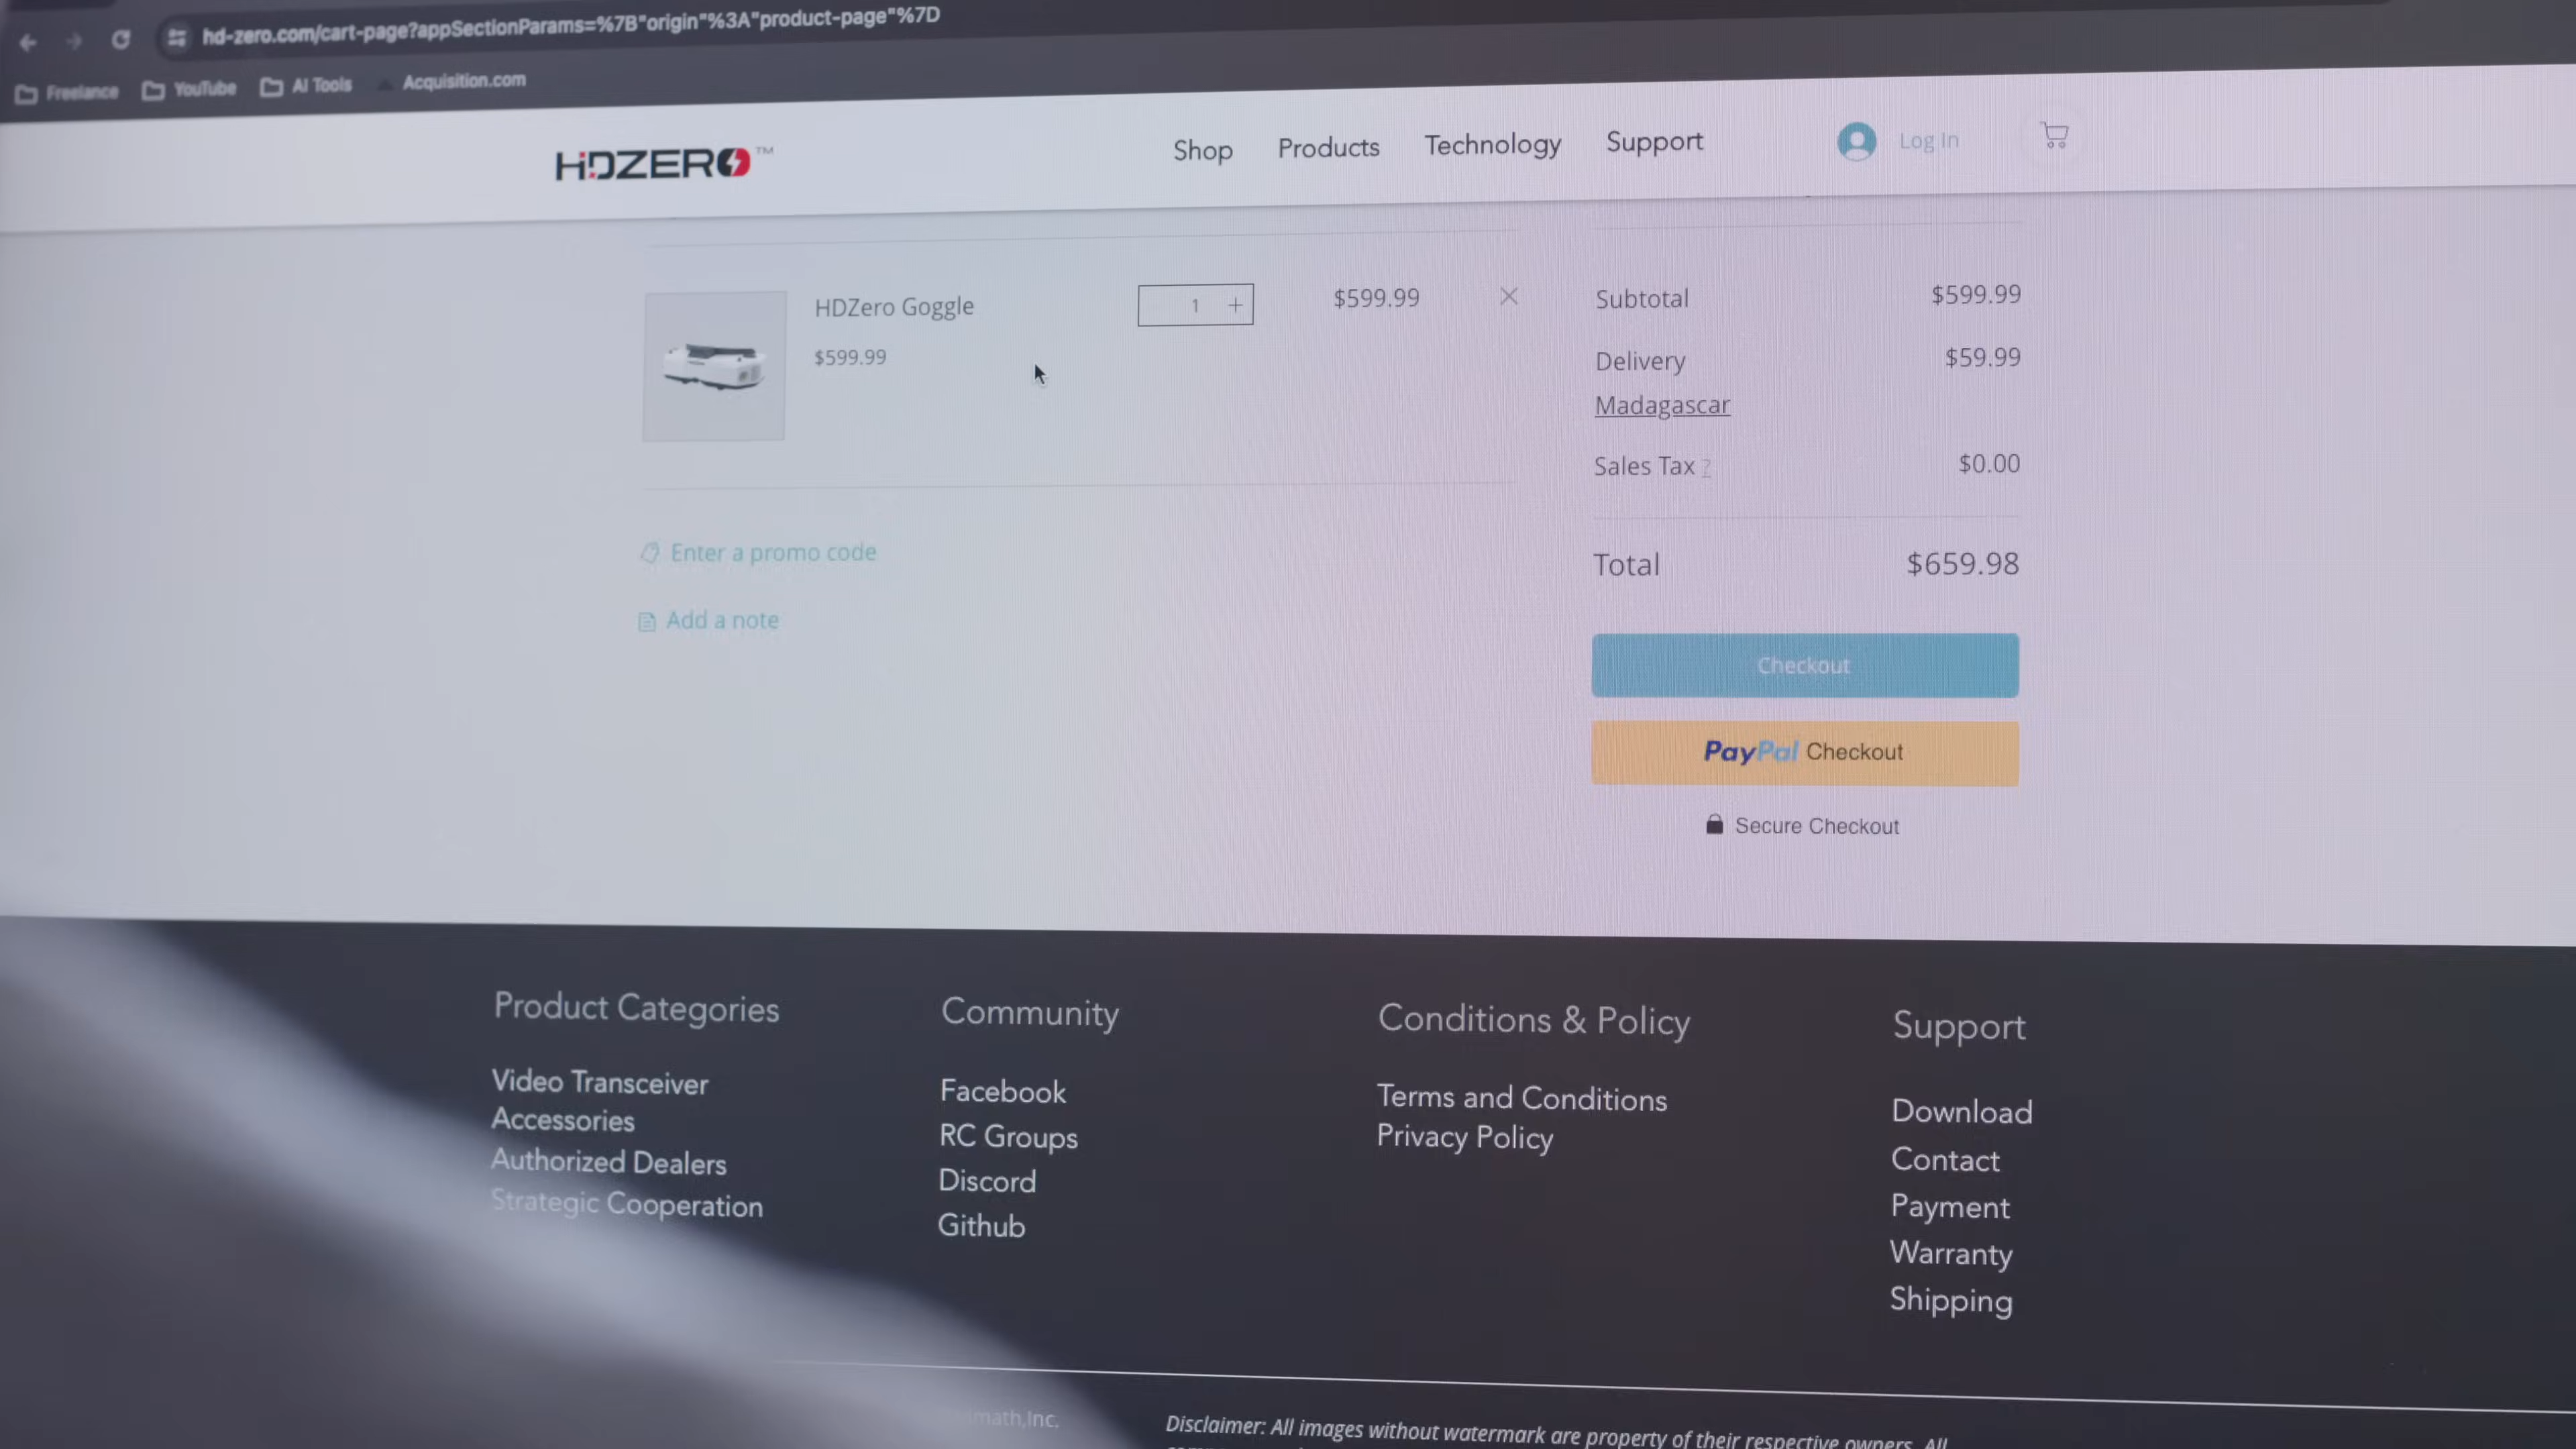 hd-zero.com/cart-page?appSectionParams=%7B"origin"%3A"product-page"%7D
Freelance YouTube AI Tools Acquisition.com
HDZERO™ Shop Products Technology Support Log In
HDZero Goggle 1 + $599.99
$599.99
Subtotal $599.99
Delivery $59.99
Madagascar
Sales Tax ? $0.00
Total $659.98
Enter a promo code
Add a note
Checkout
PayPal Checkout
Secure Checkout
Product Categories
Video Transceiver
Accessories
Authorized Dealers
Strategic Cooperation
Community
Facebook
RC Groups
Discord
Github
Conditions & Policy
Terms and Conditions
Privacy Policy
Support
Download
Contact
Payment
Warranty
Shipping
Inc.
Disclaimer: All images without watermark are property of their respective owners. All